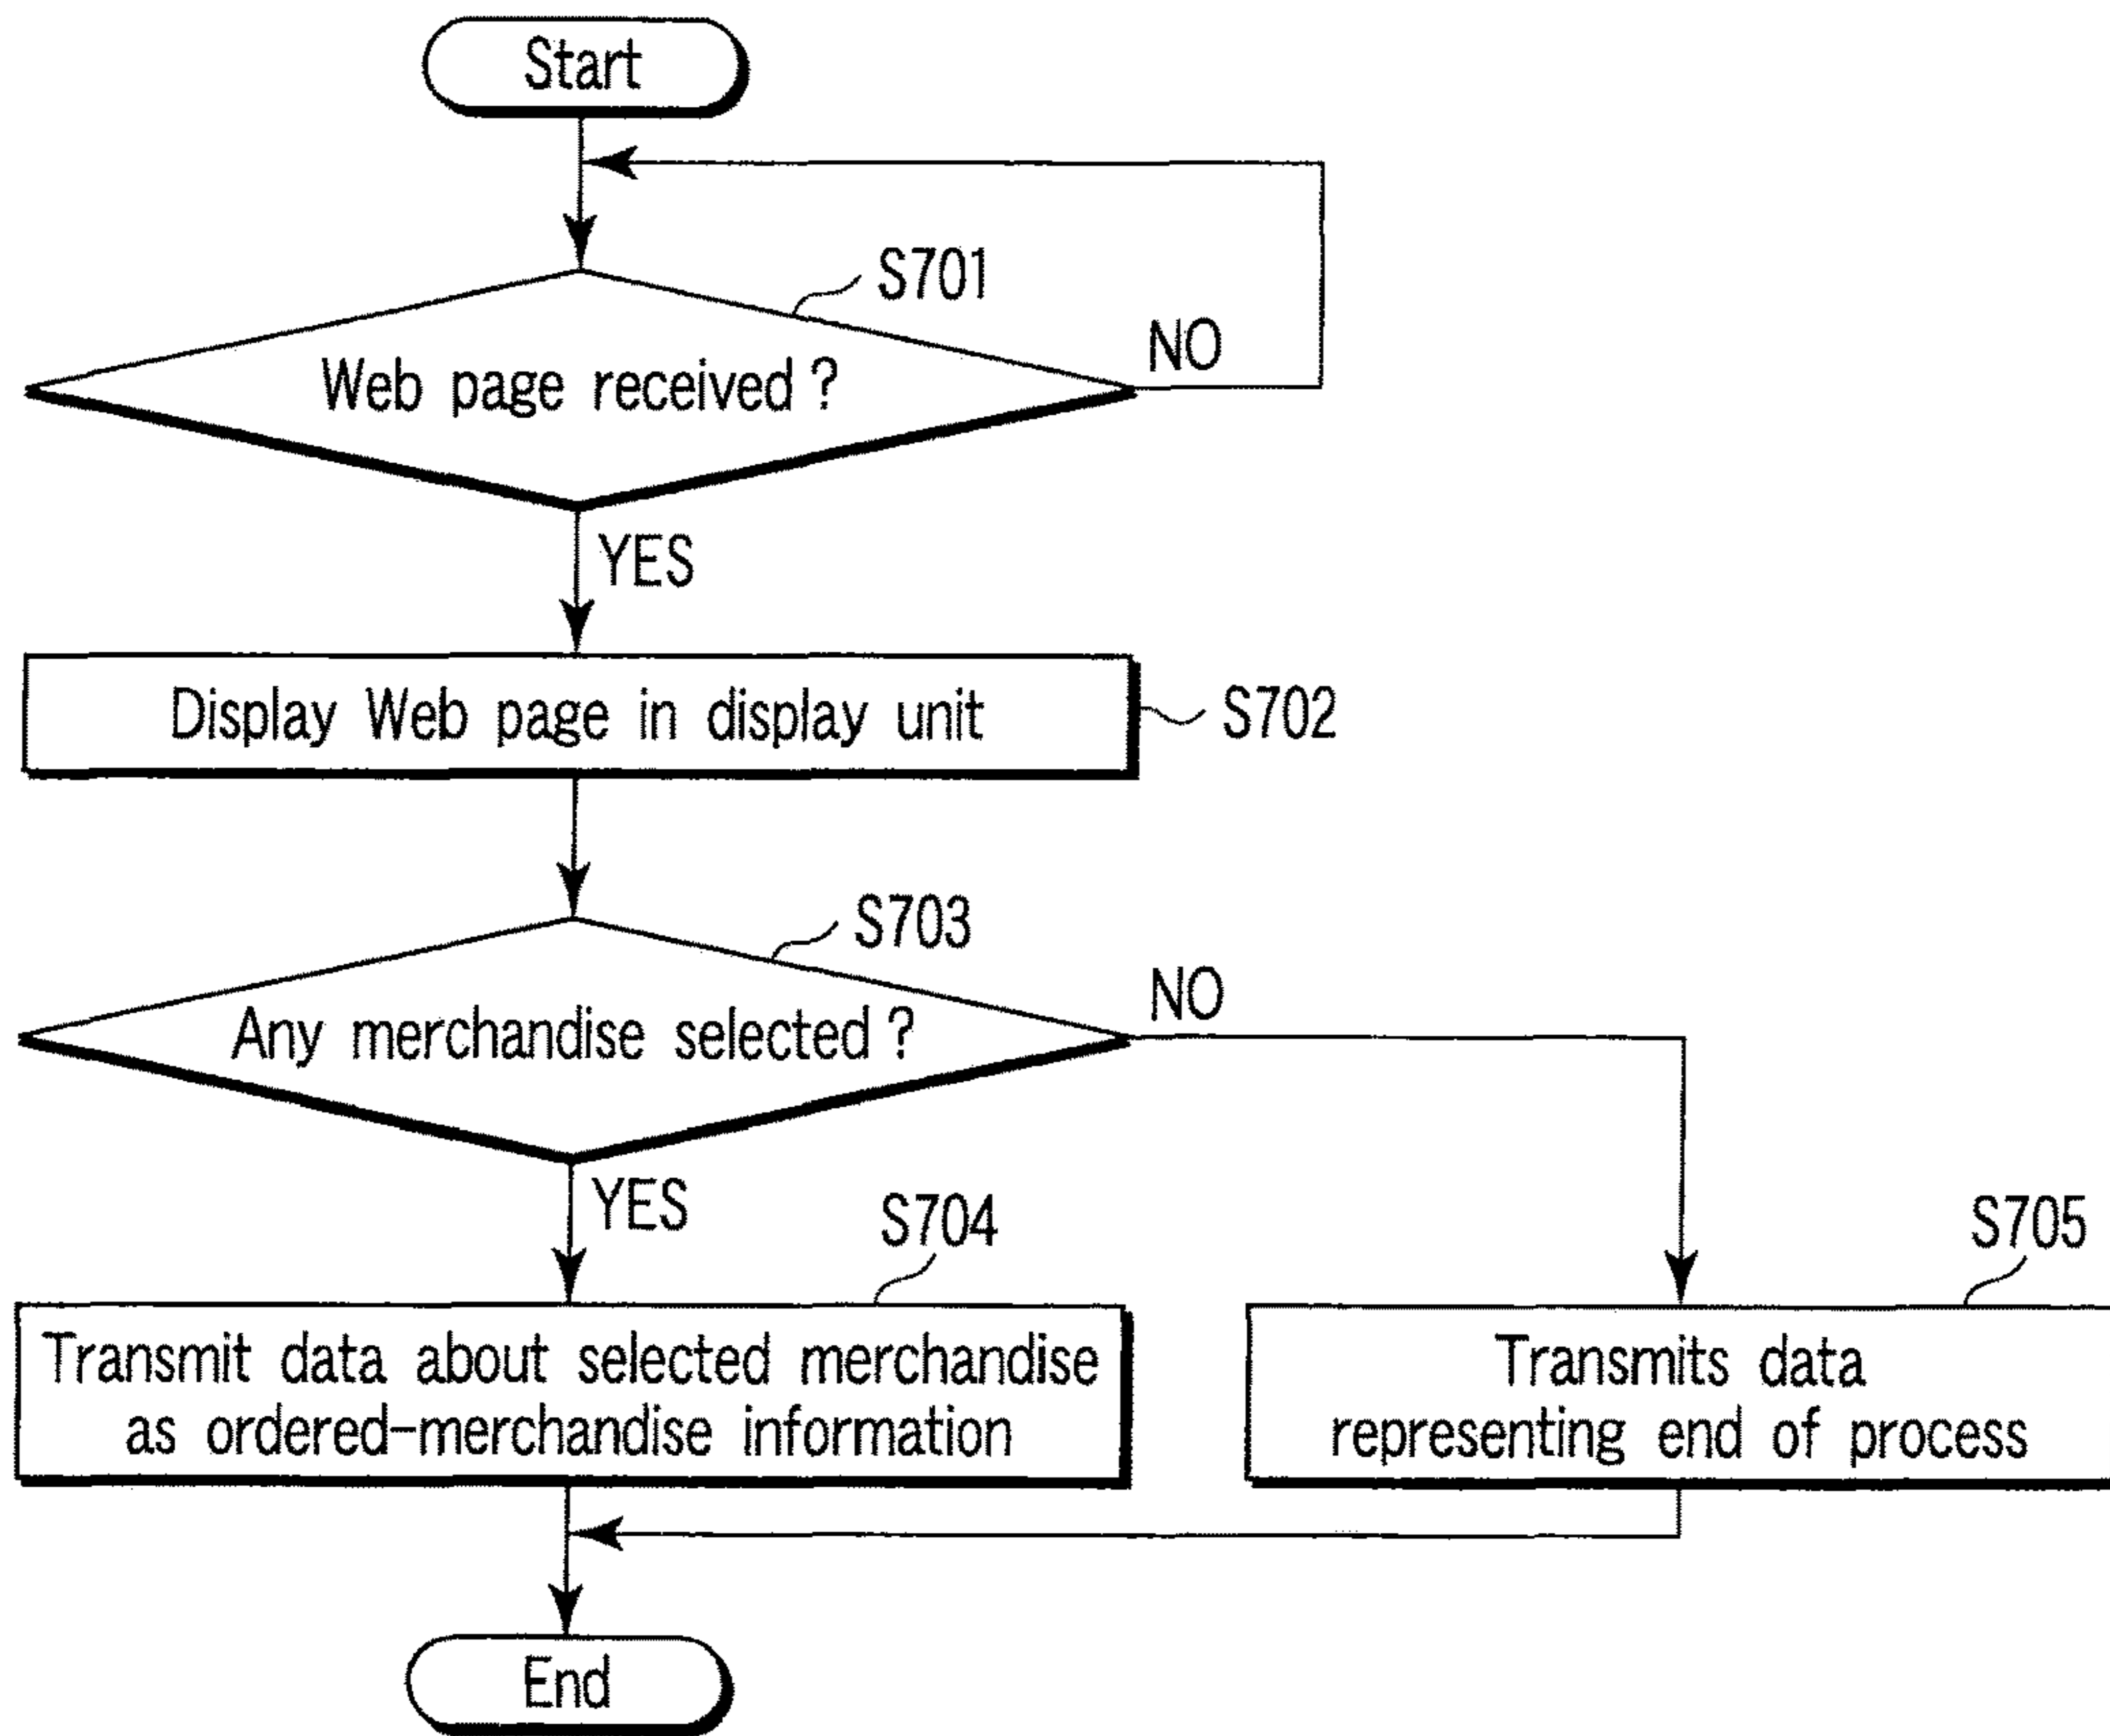 Start
S701
Web page received ?
NO
YES
Display Web page in display unit
S702
S703
Any merchandise selected ?
NO
YES
S704
S705
Transmit data about selected merchandise
as ordered-merchandise information
Transmits data
representing end of process
End